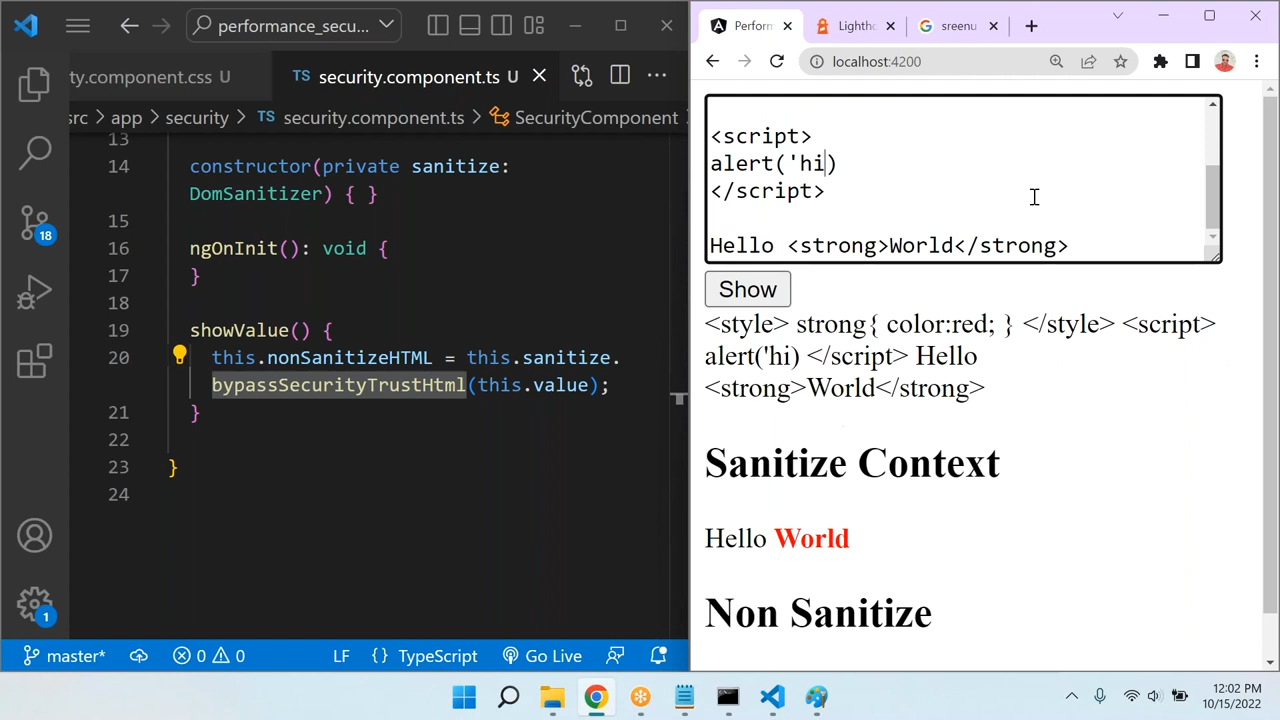 performance_secu...
ty.component.css U
TS security.component.ts U
src > app > security > TS security.component.ts > SecurityComponent
13
14 constructor(private sanitize:
DomSanitizer) { }
15
16 ngOnInit(): void {
17 }
18
19 showValue() {
20 this.nonSanitizeHTML = this.sanitize.
bypassSecurityTrustHtml(this.value);
21 }
22
23 }
24
18
1
master*
0 0
LF
{} TypeScript
Go Live
Perforn
Lighthc
sreenu
localhost:4200
<script>
alert('hi)
</script>
Hello <strong>World</strong>
Show
<style> strong{ color:red; } </style> <script>
alert('hi) </script> Hello
<strong>World</strong>
Sanitize Context
Hello World
Non Sanitize
12:02 PM
10/15/2022